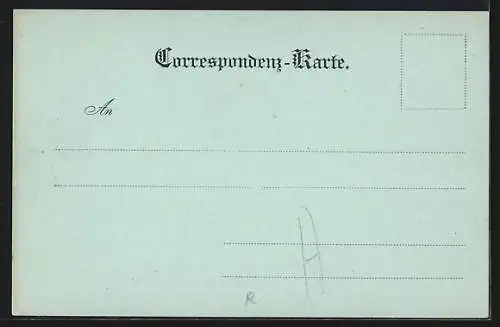 Correspondenz-Karte.
An
H
R